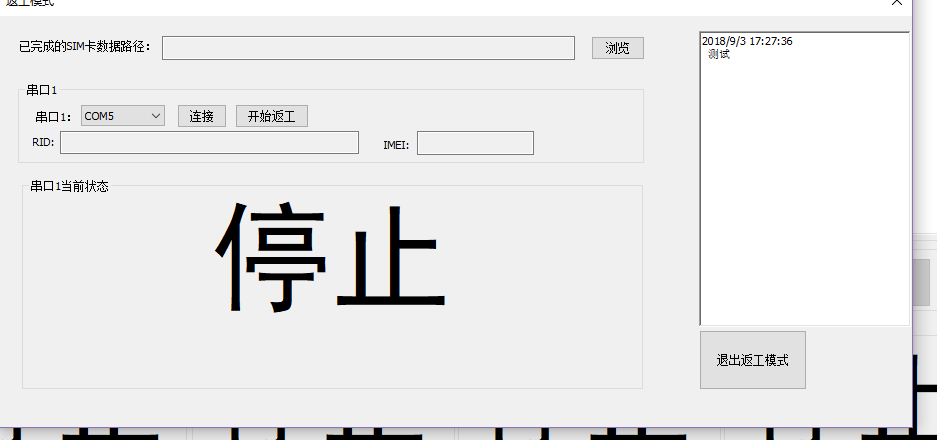 返工模式
已完成的SIM卡数据路径：
浏览
串口1
串口1：
COM5
连接
开始返工
RID:
IMEI:
串口1当前状态
停止
2018/9/3 17:27:36
测试
退出返工模式